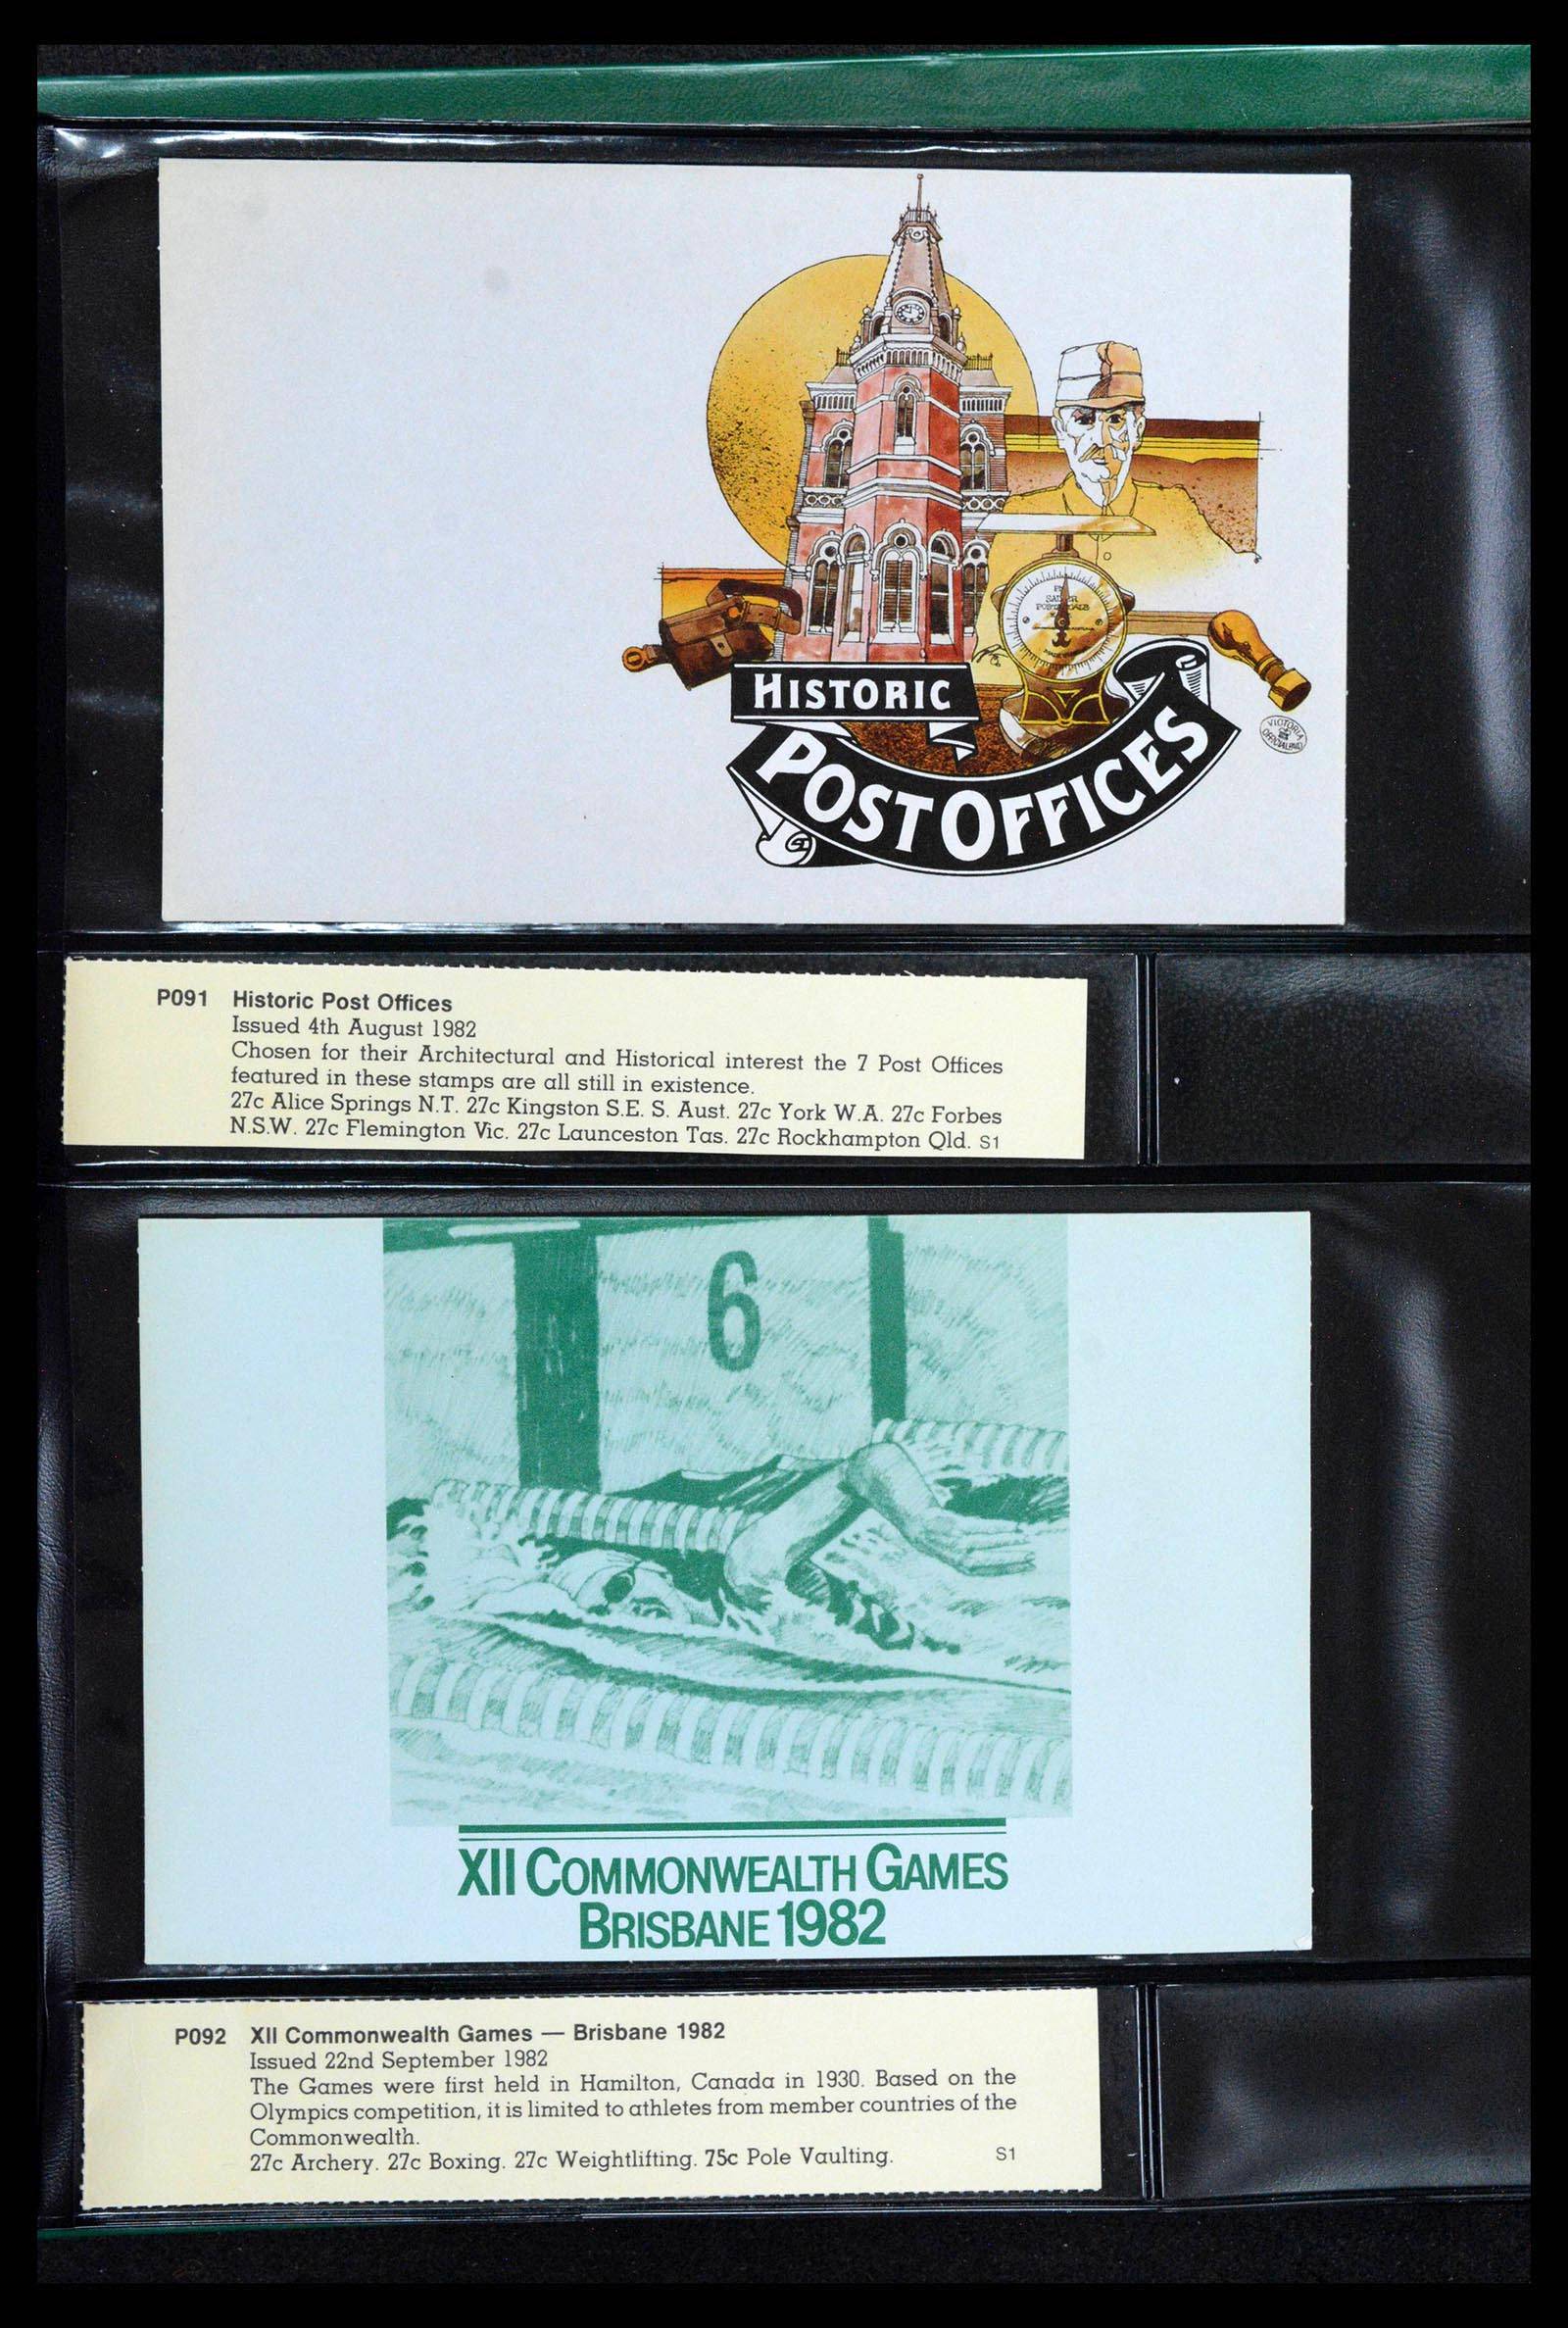 HISTORIC
POST OFFICES
VICTORIA
P091 Historic Post Offices
Issued 4th August 1982
Chosen for their Architectural and Historical interest the 7 Post Offices
featured in these stamps are all still in existence.
27c Alice Springs N.T. 27c Kingston S.E. S. Aust. 27c York W.A. 27c Forbes
N.S.W. 27c Flemington Vic. 27c Launceston Tas. 27c Rockhampton Qld. S1
6
XII COMMONWEALTH GAMES
BRISBANE 1982
P092 XII Commonwealth Games — Brisbane 1982
Issued 22nd September 1982
The Games were first held in Hamilton, Canada in 1930. Based on the
Olympics competition, it is limited to athletes from member countries of the
Commonwealth.
27c Archery. 27c Boxing. 27c Weightlifting. 75c Pole Vaulting. S1